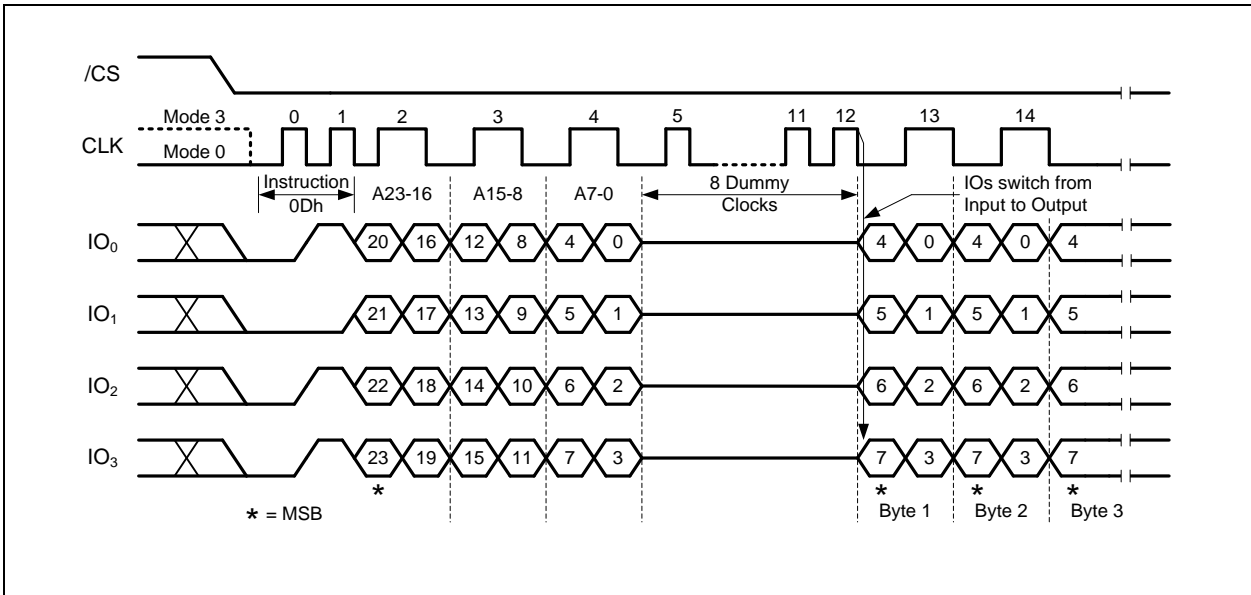 /CS
Mode 3 0 1 2 3 4 5 11 12 13 14
CLK
Mode 0
Instruction
0Dh
A23-16 A15-8 A7-0
8 Dummy
Clocks
IOs switch from
Input to Output
IO0 20 16 12 8 4 0 4 0 4 0 4
IO1 21 17 13 9 5 1 5 1 5 1 5
IO2 22 18 14 10 6 2 6 2 6 2 6
IO3 23 19 15 11 7 3 7 3 7 3 7
* * * *
* = MSB
Byte 1 Byte 2 Byte 3